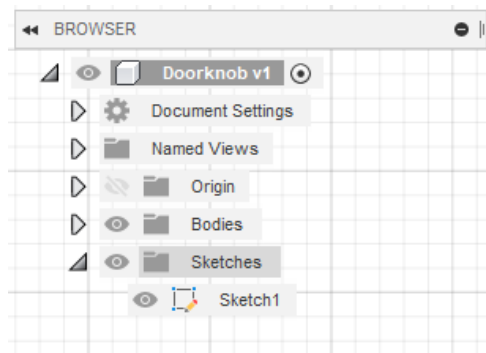 BROWSER
Doorknob v1
Document Settings
Named Views
Origin
Bodies
Sketches
Sketch1